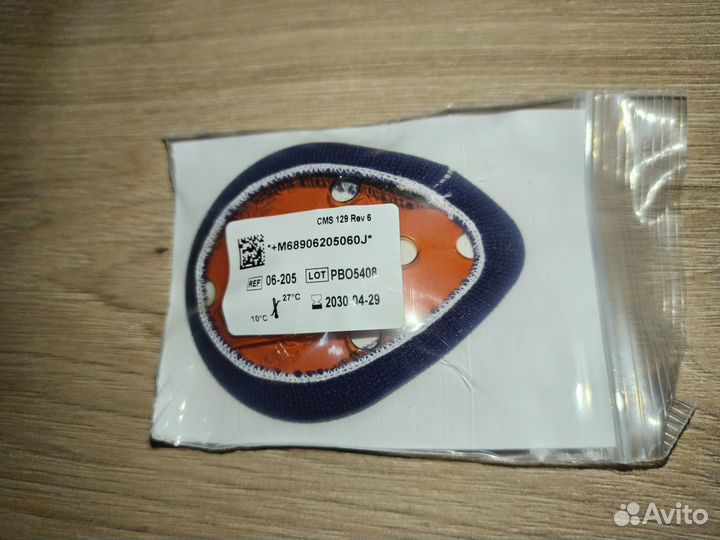 CMS 129 Rev 6
*+M68906205060J*
REF 06-205 LOT PBO5408
10°C 27°C 2030-04-29
Avito